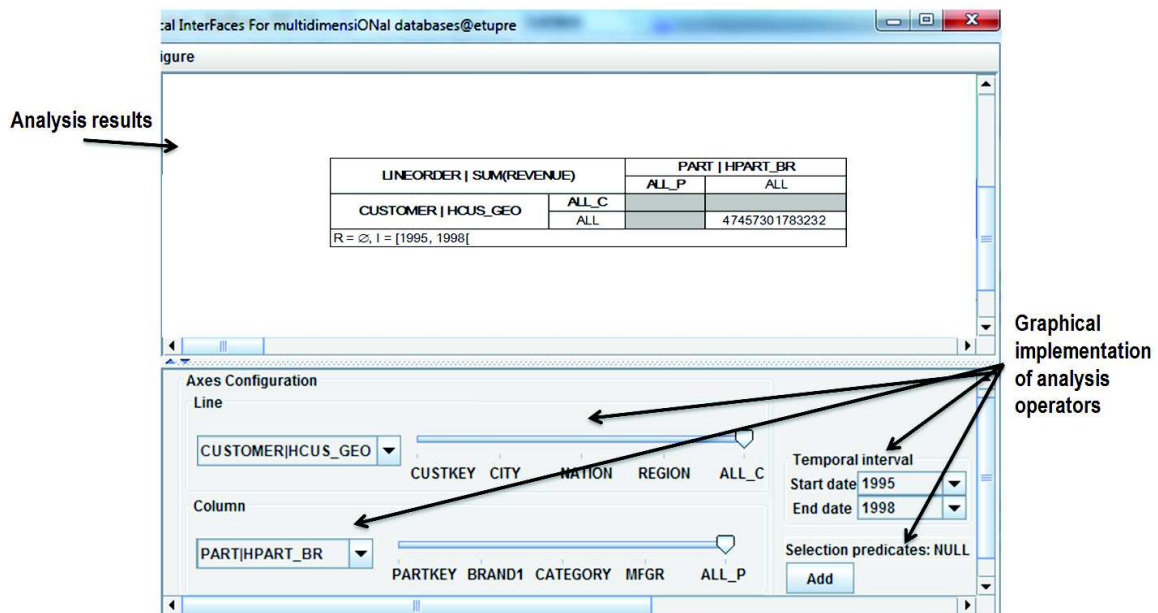 cal InterFaces For multidimensiONal databases@etupre
igure
Analysis results
LINEORDER | SUM(REVENUE)
PART | HPART_BR
ALL_P
ALL
CUSTOMER | HCUS_GEO
ALL_C
ALL
47457301783232
R = ∅, I = [1995, 1998[
Graphical
implementation
of analysis
operators
Axes Configuration
Line
CUSTOMER|HCUS_GEO
CUSTKEY CITY NATION REGION ALL_C
Column
PART|HPART_BR
PARTKEY BRAND1 CATEGORY MFGR ALL_P
Temporal interval
Start date 1995
End date 1998
Selection predicates: NULL
Add